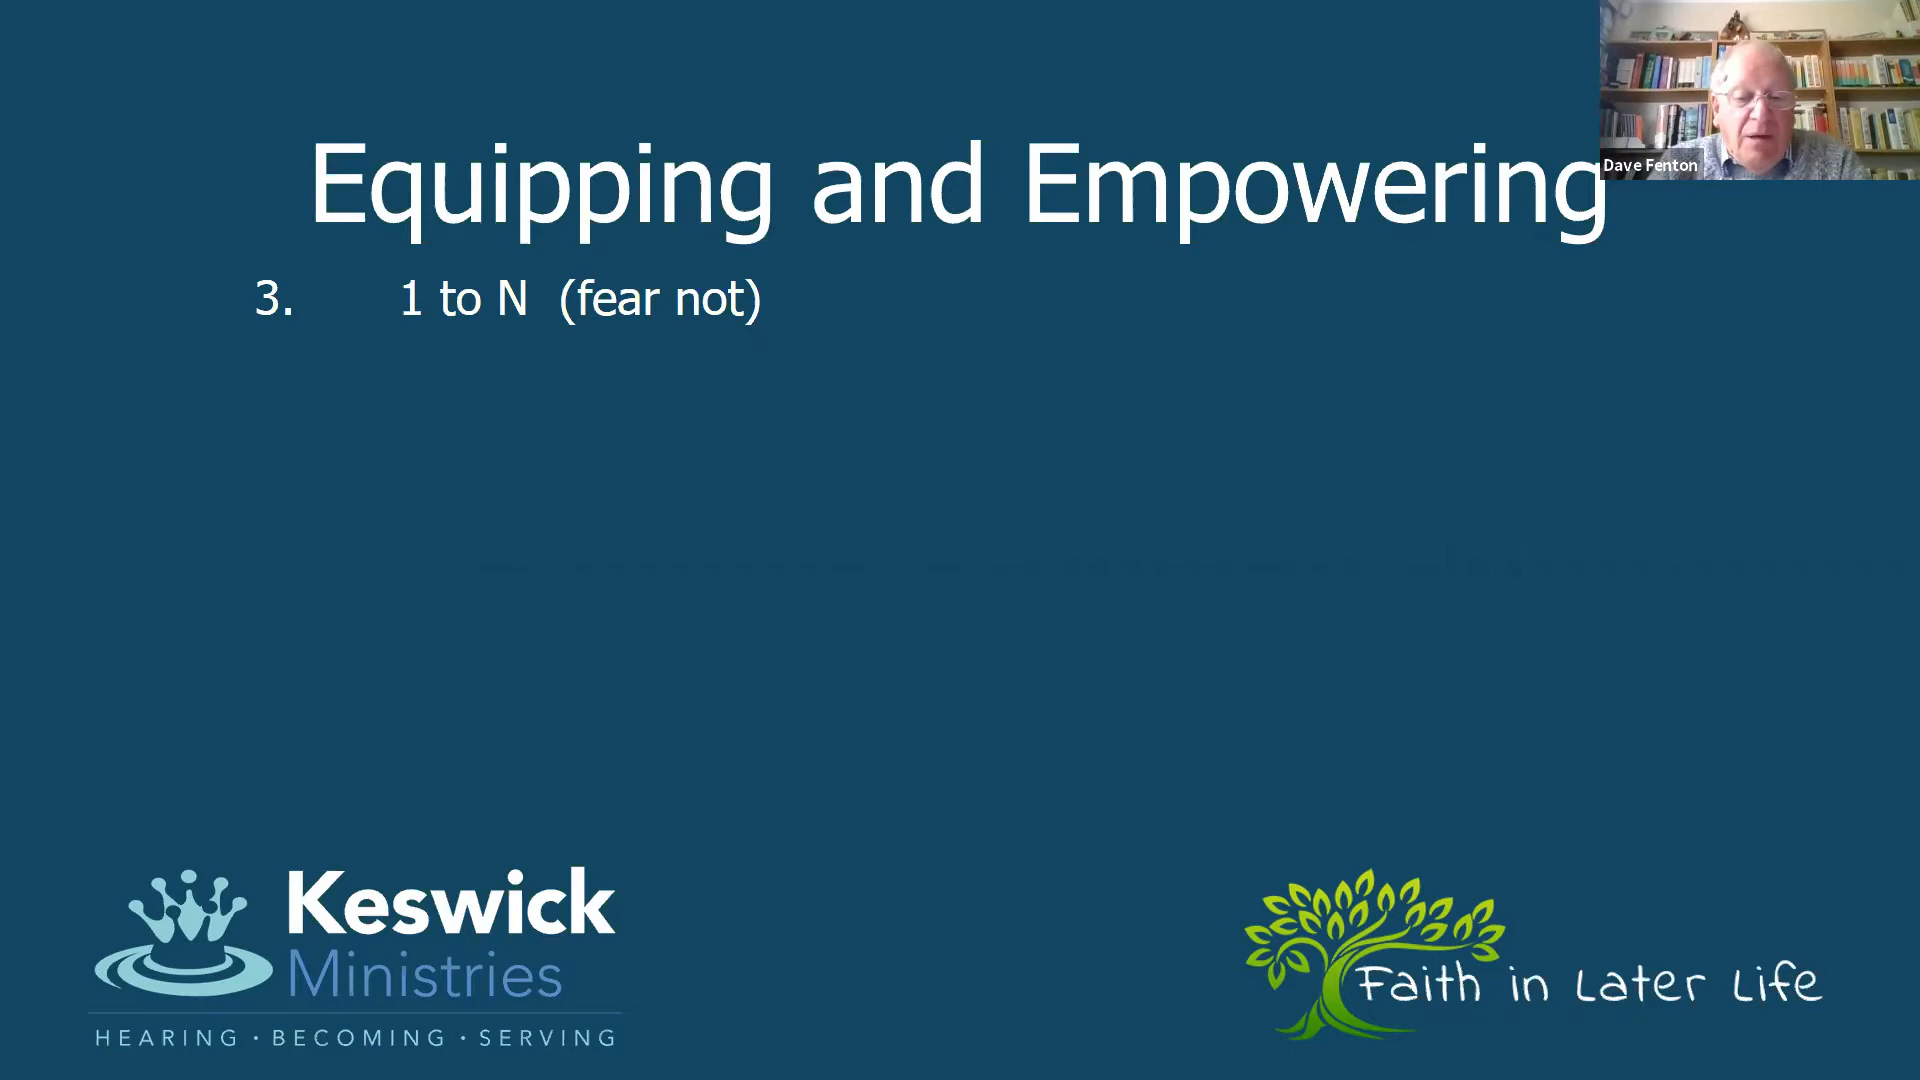 Equipping and Empowering
Dave Fenton
3. 1 to N (fear not)
Keswick
Ministries
HEARING · BECOMING · SERVING
Faith in Later Life